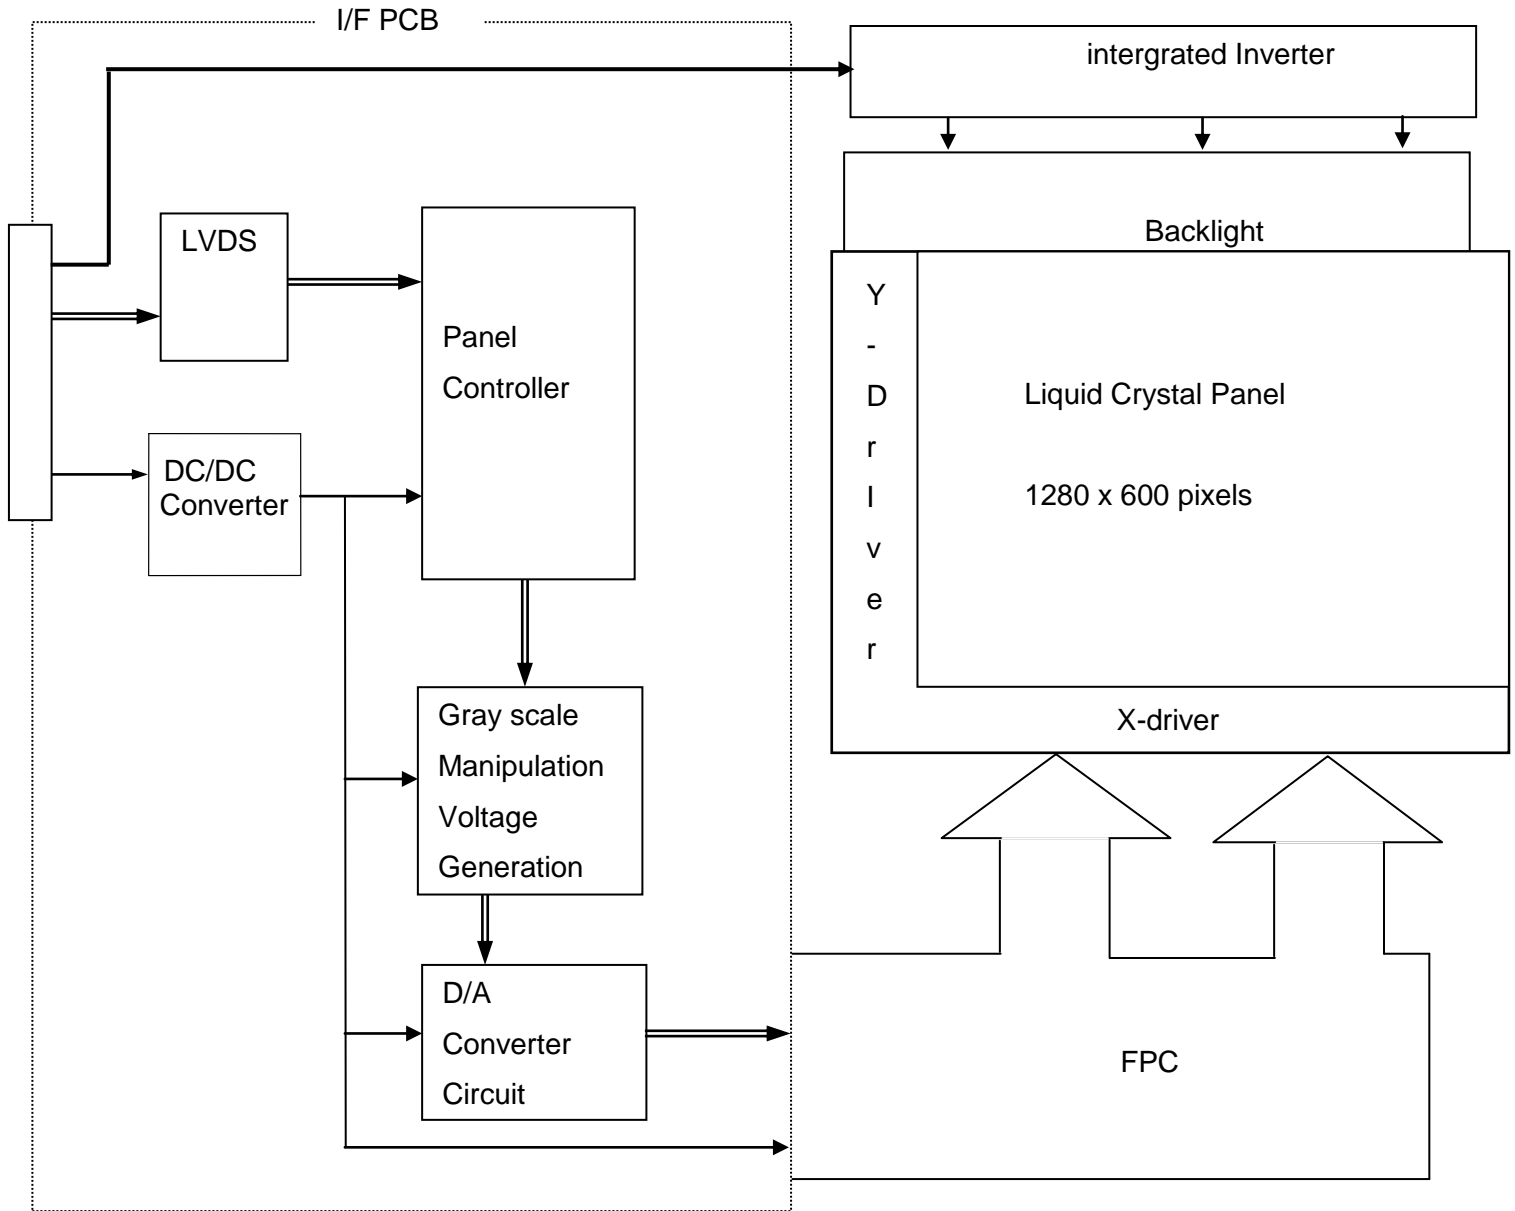 I/F PCB
intergrated Inverter
Backlight
LVDS
Panel
Controller
DC/DC
Converter
Y
-
D
r
I
v
e
r
Liquid Crystal Panel
1280 x 600 pixels
X-driver
Gray scale
Manipulation
Voltage
Generation
D/A
Converter
Circuit
FPC